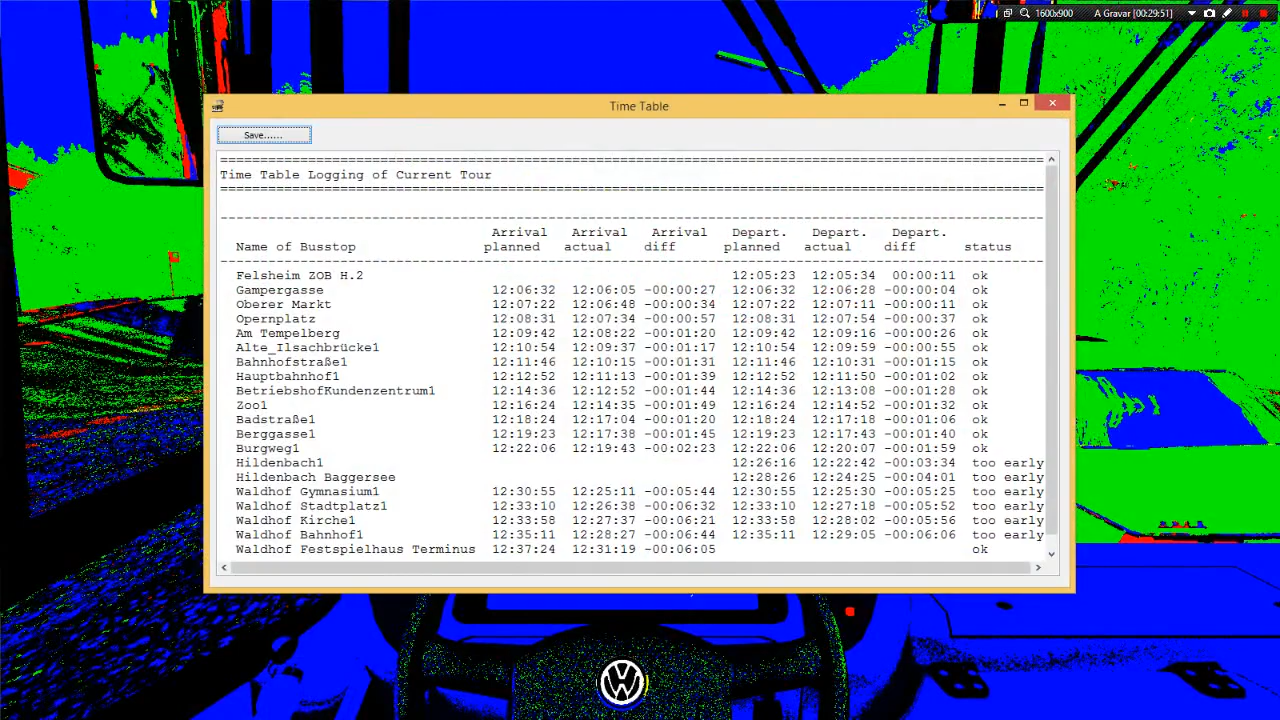 1600x900 A Gravar [00:29:51]
Time Table
Save......
Time Table Logging of Current Tour
Arrival Arrival Arrival Depart. Depart. Depart.
Name of Busstop planned actual diff planned actual diff status
Felsheim ZOB H.2 12:05:23 12:05:34 00:00:11 ok
Gampergasse 12:06:32 12:06:05 -00:00:27 12:06:32 12:06:28 -00:00:04 ok
Oberer Markt 12:07:22 12:06:48 -00:00:34 12:07:22 12:07:11 -00:00:11 ok
Opernplatz 12:08:31 12:07:34 -00:00:57 12:08:31 12:07:54 -00:00:37 ok
Am Tempelberg 12:09:42 12:08:22 -00:01:20 12:09:42 12:09:16 -00:00:26 ok
Alte_Ilsachbrücke1 12:10:54 12:09:37 -00:01:17 12:10:54 12:09:59 -00:00:55 ok
Bahnhofstraße1 12:11:46 12:10:15 -00:01:31 12:11:46 12:10:31 -00:01:15 ok
Hauptbahnhof1 12:12:52 12:11:13 -00:01:39 12:12:52 12:11:50 -00:01:02 ok
BetriebshofKundenzentrum1 12:14:36 12:12:52 -00:01:44 12:14:36 12:13:08 -00:01:28 ok
Zoo1 12:16:24 12:14:35 -00:01:49 12:16:24 12:14:52 -00:01:32 ok
Badstraße1 12:18:24 12:17:04 -00:01:20 12:18:24 12:17:18 -00:01:06 ok
Berggasse1 12:19:23 12:17:38 -00:01:45 12:19:23 12:17:43 -00:01:40 ok
Burgweg1 12:22:06 12:19:43 -00:02:23 12:22:06 12:20:07 -00:01:59 ok
Hildenbach1 12:26:16 12:22:42 -00:03:34 too early
Hildenbach Baggersee 12:28:26 12:24:25 -00:04:01 too early
Waldhof Gymnasium1 12:30:55 12:25:11 -00:05:44 12:30:55 12:25:30 -00:05:25 too early
Waldhof Stadtplatz1 12:33:10 12:26:38 -00:06:32 12:33:10 12:27:18 -00:05:52 too early
Waldhof Kirche1 12:33:58 12:27:37 -00:06:21 12:33:58 12:28:02 -00:05:56 too early
Waldhof Bahnhof1 12:35:11 12:28:27 -00:06:44 12:35:11 12:29:05 -00:06:06 too early
Waldhof Festspielhaus Terminus 12:37:24 12:31:19 -00:06:05 ok